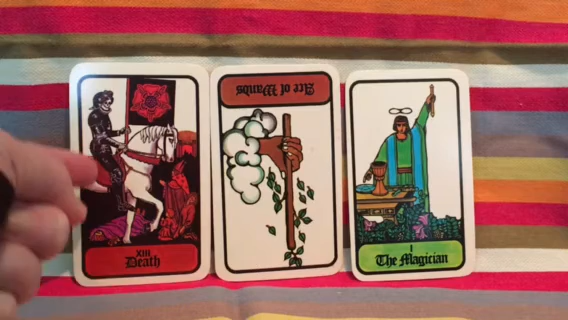 XIII
Death
Ace of Wands
I
The Magician